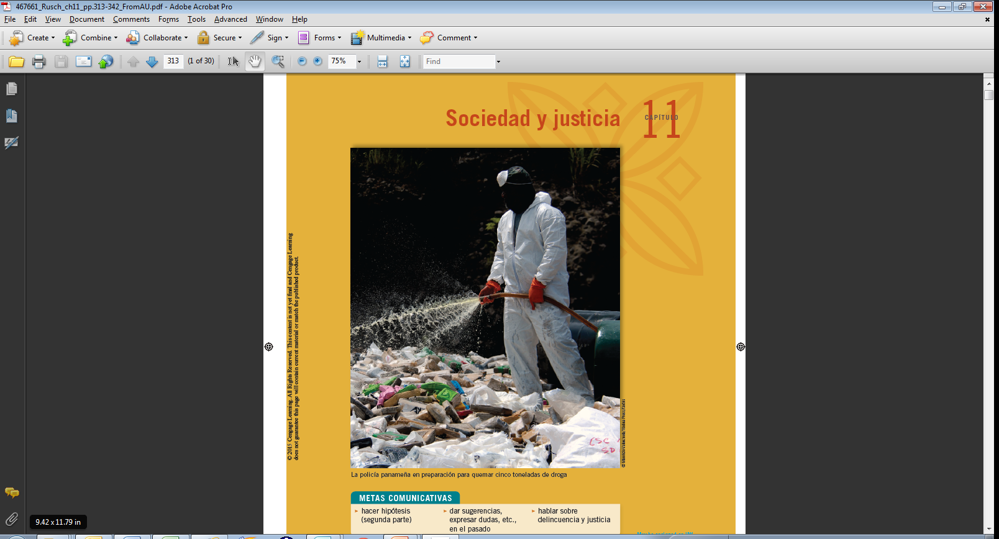 467661_Rusch_ch11_pp.313-342_FromAU.pdf - Adobe Acrobat Pro
File Edit View Document Comments Forms Tools Advanced Window Help
Create Combine Collaborate Secure Sign Forms Multimedia Comment
313 (1 of 30) 75% Find
Sociedad y justicia
CAPÍTULO
11
© 2015 Cengage Learning. All Rights Reserved. This content is not yet final and Cengage Learning
does not guarantee this page will contain current material or match the published product.
CSC
SD
La policía panameña en preparación para quemar cinco toneladas de droga
METAS COMUNICATIVAS
➤ hacer hipótesis
(segunda parte)
➤ dar sugerencias,
expresar dudas, etc.,
en el pasado
➤ hablar sobre
delincuencia y justicia
9.42 x 11.79 in